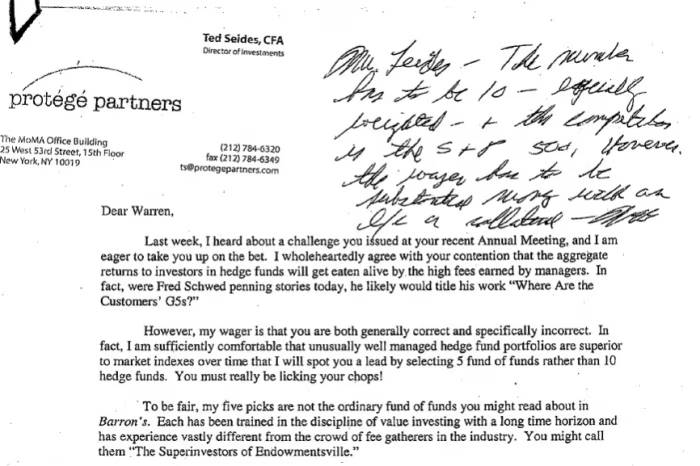 Ted Seides, CFA
Director of Investments
protégé partners
The MoMA Office Building
25 West 53rd Street, 15th Floor
New York, NY 10019
(212) 784-6320
fax (212) 784-6349
ts@protegepartners.com
Mr. Seides – The number
has to be 10 – equally
weighted – + the competitor
is the S+P 500, However,
the wager has to be
substantial money with an
L/C a collateral –
Dear Warren,
Last week, I heard about a challenge you issued at your recent Annual Meeting, and I am
eager to take you up on the bet. I wholeheartedly agree with your contention that the aggregate
returns to investors in hedge funds will get eaten alive by the high fees earned by managers. In
fact, were Fred Schwed penning stories today, he likely would title his work “Where Are the
Customers’ G5s?”
However, my wager is that you are both generally correct and specifically incorrect. In
fact, I am sufficiently comfortable that unusually well managed hedge fund portfolios are superior
to market indexes over time that I will spot you a lead by selecting 5 fund of funds rather than 10
hedge funds. You must really be licking your chops!
To be fair, my five picks are not the ordinary fund of funds you might read about in
Barron’s. Each has been trained in the discipline of value investing with a long time horizon and
has experience vastly different from the crowd of fee gatherers in the industry. You might call
them “The Superinvestors of Endowmentsville.”